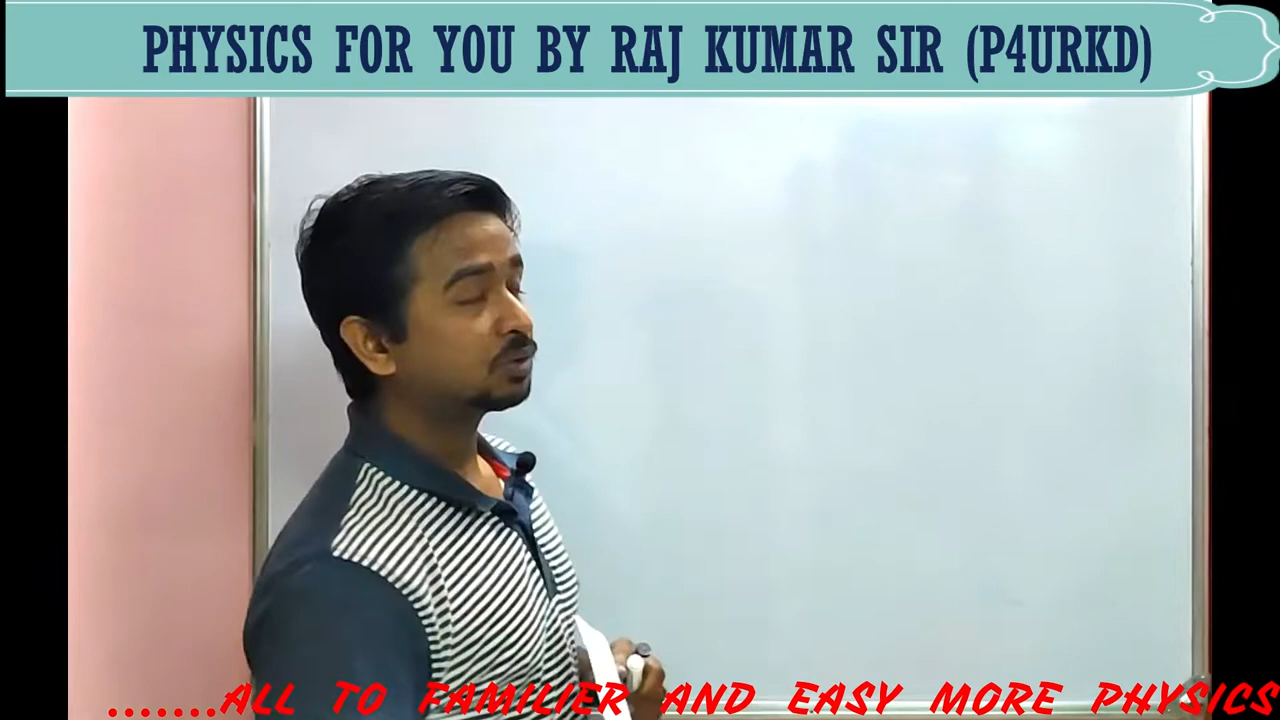 PHYSICS FOR YOU BY RAJ KUMAR SIR (P4URKD)
.......ALL TO FAMILIER AND EASY MORE PHYSICS